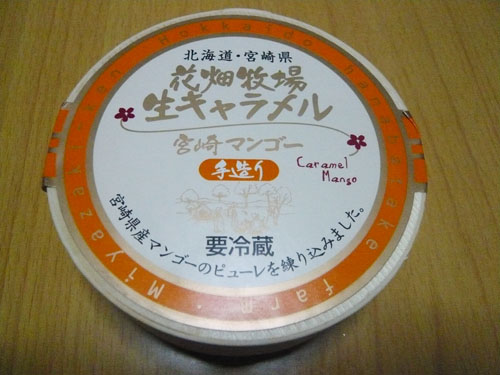 北海道・宮崎県
花畑牧場
生キャラメル
宮崎マンゴー
手造り
Caramel
Mango
要冷蔵
宮崎県産マンゴーのピューレを練り込みました。
Hokkaido hanabatake farm · Miyazaki-ken